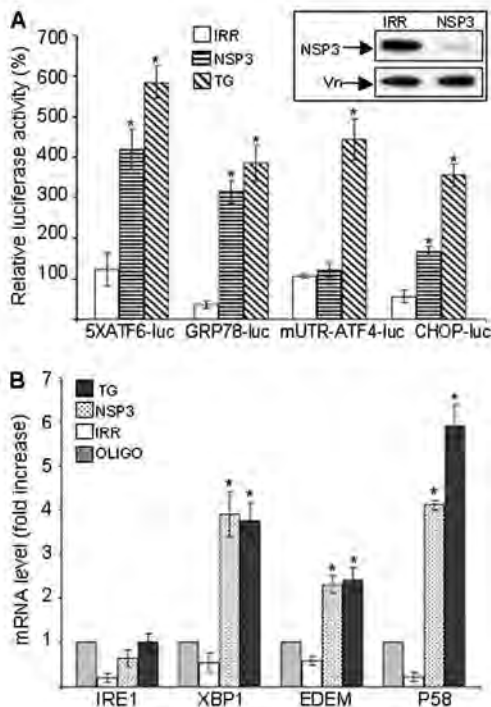 A
Relative luciferase activity (%)
700
600
500
400
300
200
100
IRR
NSP3
TG
IRR NSP3
NSP3
Vn
* * * * * * *
5XATF6-luc GRP78-luc mUTR-ATF4-luc CHOP-luc
B
mRNA level (fold increase)
7
6
5
4
3
2
1
TG
NSP3
IRR
OLIGO
* * * * * *
IRE1 XBP1 EDEM P58